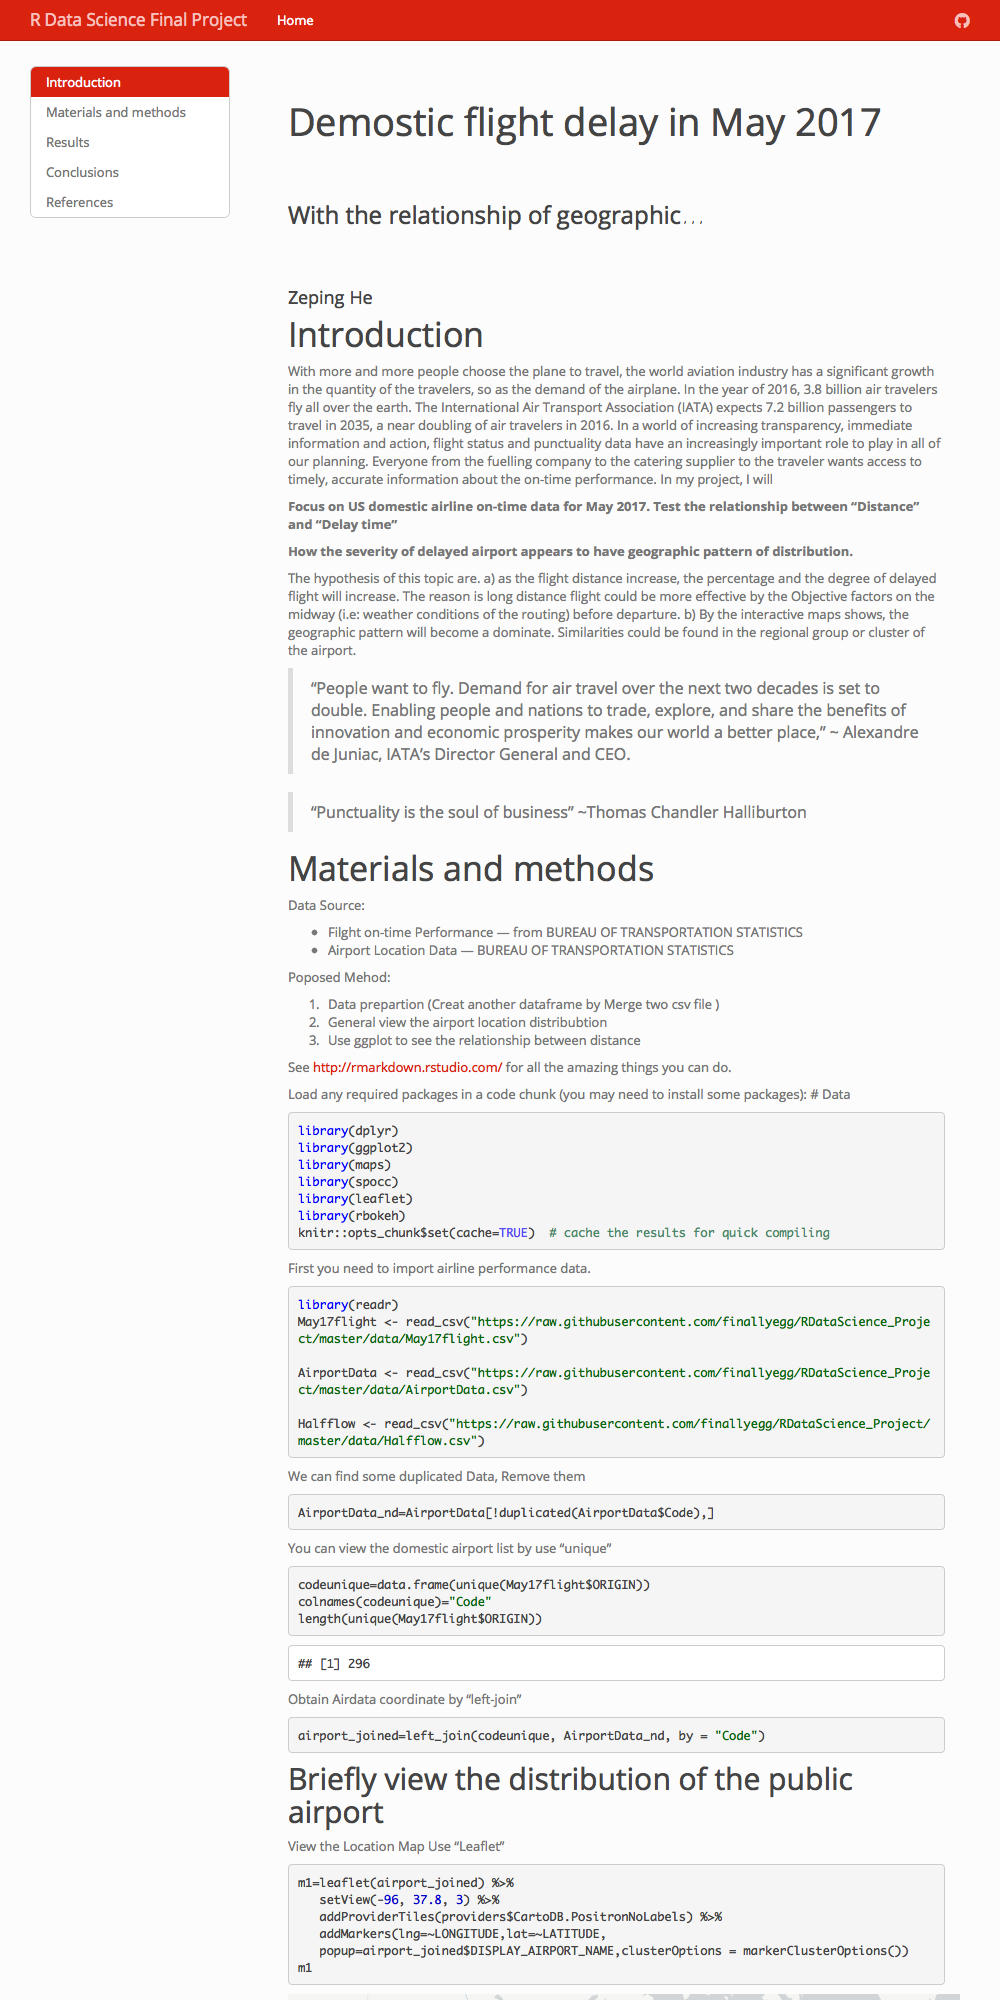 R Data Science Final Project
Home
Introduction
Materials and methods
Results
Conclusions
References
Demostic flight delay in May 2017
With the relationship of geographic...
Zeping He
Introduction
With more and more people choose the plane to travel, the world aviation industry has a significant growth
in the quantity of the travelers, so as the demand of the airplane. In the year of 2016, 3.8 billion air travelers
fly all over the earth. The International Air Transport Association (IATA) expects 7.2 billion passengers to
travel in 2035, a near doubling of air travelers in 2016. In a world of increasing transparency, immediate
information and action, flight status and punctuality data have an increasingly important role to play in all of
our planning. Everyone from the fuelling company to the catering supplier to the traveler wants access to
timely, accurate information about the on-time performance. In my project, I will
Focus on US domestic airline on-time data for May 2017. Test the relationship between “Distance”
and “Delay time”
How the severity of delayed airport appears to have geographic pattern of distribution.
The hypothesis of this topic are. a) as the flight distance increase, the percentage and the degree of delayed
flight will increase. The reason is long distance flight could be more effective by the Objective factors on the
midway (i.e: weather conditions of the routing) before departure. b) By the interactive maps shows, the
geographic pattern will become a dominate. Similarities could be found in the regional group or cluster of
the airport.
“People want to fly. Demand for air travel over the next two decades is set to
double. Enabling people and nations to trade, explore, and share the benefits of
innovation and economic prosperity makes our world a better place,” ~ Alexandre
de Juniac, IATA’s Director General and CEO.
“Punctuality is the soul of business” ~Thomas Chandler Halliburton
Materials and methods
Data Source:
• Filght on-time Performance — from BUREAU OF TRANSPORTATION STATISTICS
• Airport Location Data — BUREAU OF TRANSPORTATION STATISTICS
Poposed Mehod:
1. Data prepartion (Creat another dataframe by Merge two csv file )
2. General view the airport location distribubtion
3. Use ggplot to see the relationship between distance
See http://rmarkdown.rstudio.com/ for all the amazing things you can do.
Load any required packages in a code chunk (you may need to install some packages): # Data
library(dplyr)
library(ggplot2)
library(maps)
library(spocc)
library(leaflet)
library(rbokeh)
knitr::opts_chunk$set(cache=TRUE)  # cache the results for quick compiling
First you need to import airline performance data.
library(readr)
May17flight <- read_csv("https://raw.githubusercontent.com/finallyegg/RDataScience_Proje
ct/master/data/May17flight.csv")
AirportData <- read_csv("https://raw.githubusercontent.com/finallyegg/RDataScience_Proje
ct/master/data/AirportData.csv")
Halfflow <- read_csv("https://raw.githubusercontent.com/finallyegg/RDataScience_Project/
master/data/Halfflow.csv")
We can find some duplicated Data, Remove them
AirportData_nd=AirportData[!duplicated(AirportData$Code),]
You can view the domestic airport list by use “unique”
codeunique=data.frame(unique(May17flight$ORIGIN))
colnames(codeunique)="Code"
length(unique(May17flight$ORIGIN))
## [1] 296
Obtain Airdata coordinate by “left-join”
airport_joined=left_join(codeunique, AirportData_nd, by = "Code")
Briefly view the distribution of the public
airport
View the Location Map Use “Leaflet”
m1=leaflet(airport_joined) %>%
setView(-96, 37.8, 3) %>%
addProviderTiles(providers$CartoDB.PositronNoLabels) %>%
addMarkers(lng=~LONGITUDE,lat=~LATITUDE,
popup=airport_joined$DISPLAY_AIRPORT_NAME,clusterOptions = markerClusterOptions())
m1